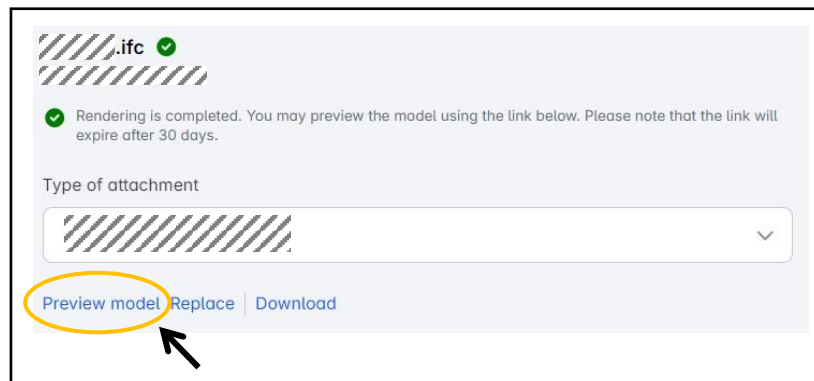 .ifc
Rendering is completed. You may preview the model using the link below. Please note that the link will
expire after 30 days.
Type of attachment
Preview model Replace Download